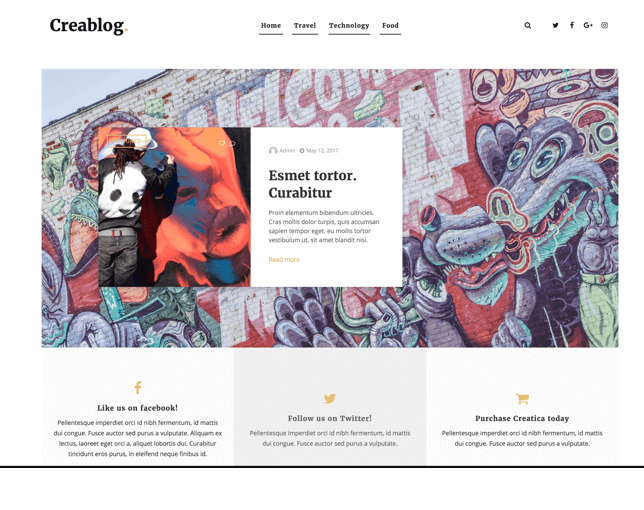 Creablog.
Home Travel Technology Food
WELCOME
Admin May 12, 2017
Esmet tortor.
Curabitur
Proin elementum bibendum ultricies.
Cras mollis dolor turpis, quis accumsan
sapien tempor eget. eu mollis tortor
vestibulum ut, sit amet blandit nisi.
Read more
Like us on facebook!
Pellentesque imperdiet orci id nibh fermentum, id mattis
dui congue. Fusce auctor sed purus a vulputate. Aliquam ex
lectus, laoreet eget orci a, aliquet lobortis dui. Curabitur
tincidunt eros purus, in eleifend neque finibus id.
Follow us on Twitter!
Pellentesque imperdiet orci id nibh fermentum, id mattis
dui congue. Fusce auctor sed purus a vulputate.
Purchase Creatica today
Pellentesque imperdiet orci id nibh fermentum, id mattis
dui congue. Fusce auctor sed purus a vulputate.